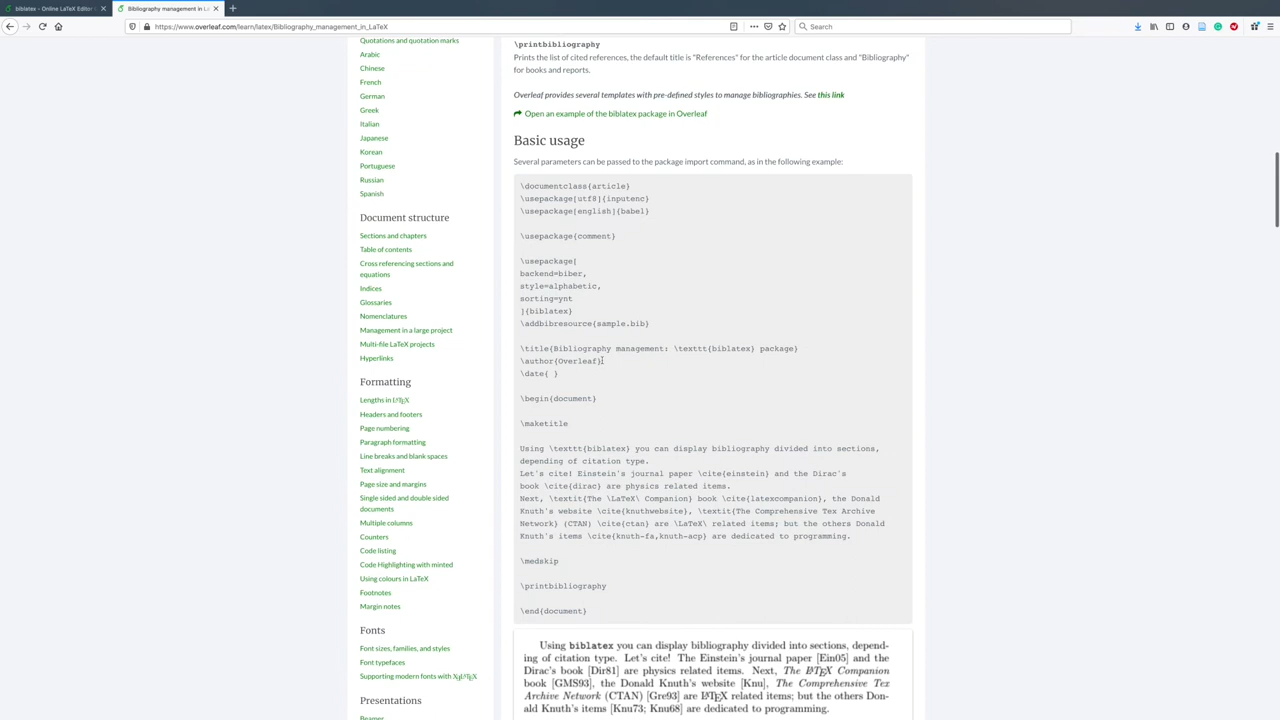 biblatex - Online LaTeX Editor
Bibliography management in La
https://www.overleaf.com/learn/latex/Bibliography_management_in_LaTeX
Search
Quotations and quotation marks
Arabic
Chinese
French
German
Greek
Italian
Japanese
Korean
Portuguese
Russian
Spanish
Document structure
Sections and chapters
Table of contents
Cross referencing sections and
equations
Indices
Glossaries
Nomenclatures
Management in a large project
Multi-file LaTeX projects
Hyperlinks
Formatting
Lengths in LATEX
Headers and footers
Page numbering
Paragraph formatting
Line breaks and blank spaces
Text alignment
Page size and margins
Single sided and double sided
documents
Multiple columns
Counters
Code listing
Code Highlighting with minted
Using colours in LaTeX
Footnotes
Margin notes
Fonts
Font sizes, families, and styles
Font typefaces
Supporting modern fonts with XƎLATEX
Presentations
Beamer
\printbibliography
Prints the list of cited references, the default title is "References" for the article document class and "Bibliography"
for books and reports.
Overleaf provides several templates with pre-defined styles to manage bibliographies. See this link
Open an example of the biblatex package in Overleaf
Basic usage
Several parameters can be passed to the package import command, as in the following example:
\documentclass{article}
\usepackage[utf8]{inputenc}
\usepackage[english]{babel}
\usepackage{comment}
\usepackage[
backend=biber,
style=alphabetic,
sorting=ynt
]{biblatex}
\addbibresource{sample.bib}
\title{Bibliography management: \texttt{biblatex} package}
\author{Overleaf}
\date{ }
\begin{document}
\maketitle
Using \texttt{biblatex} you can display bibliography divided into sections,
depending of citation type.
Let's cite! Einstein's journal paper \cite{einstein} and the Dirac's
book \cite{dirac} are physics related items.
Next, \textit{The \LaTeX\ Companion} book \cite{latexcompanion}, the Donald
Knuth's website \cite{knuthwebsite}, \textit{The Comprehensive Tex Archive
Network} (CTAN) \cite{ctan} are \LaTeX\ related items; but the others Donald
Knuth's items \cite{knuth-fa,knuth-acp} are dedicated to programming.
\medskip
\printbibliography
\end{document}
Using biblatex you can display bibliography divided into sections, depend-
ing of citation type. Let's cite! The Einstein's journal paper [Ein05] and the
Dirac's book [Dir81] are physics related items. Next, The LATEX Companion
book [GMS93], the Donald Knuth's website [Knu], The Comprehensive Tex
Archive Network (CTAN) [Gre93] are LATEX related items; but the others Don-
ald Knuth's items [Knu73; Knu68] are dedicated to programming.